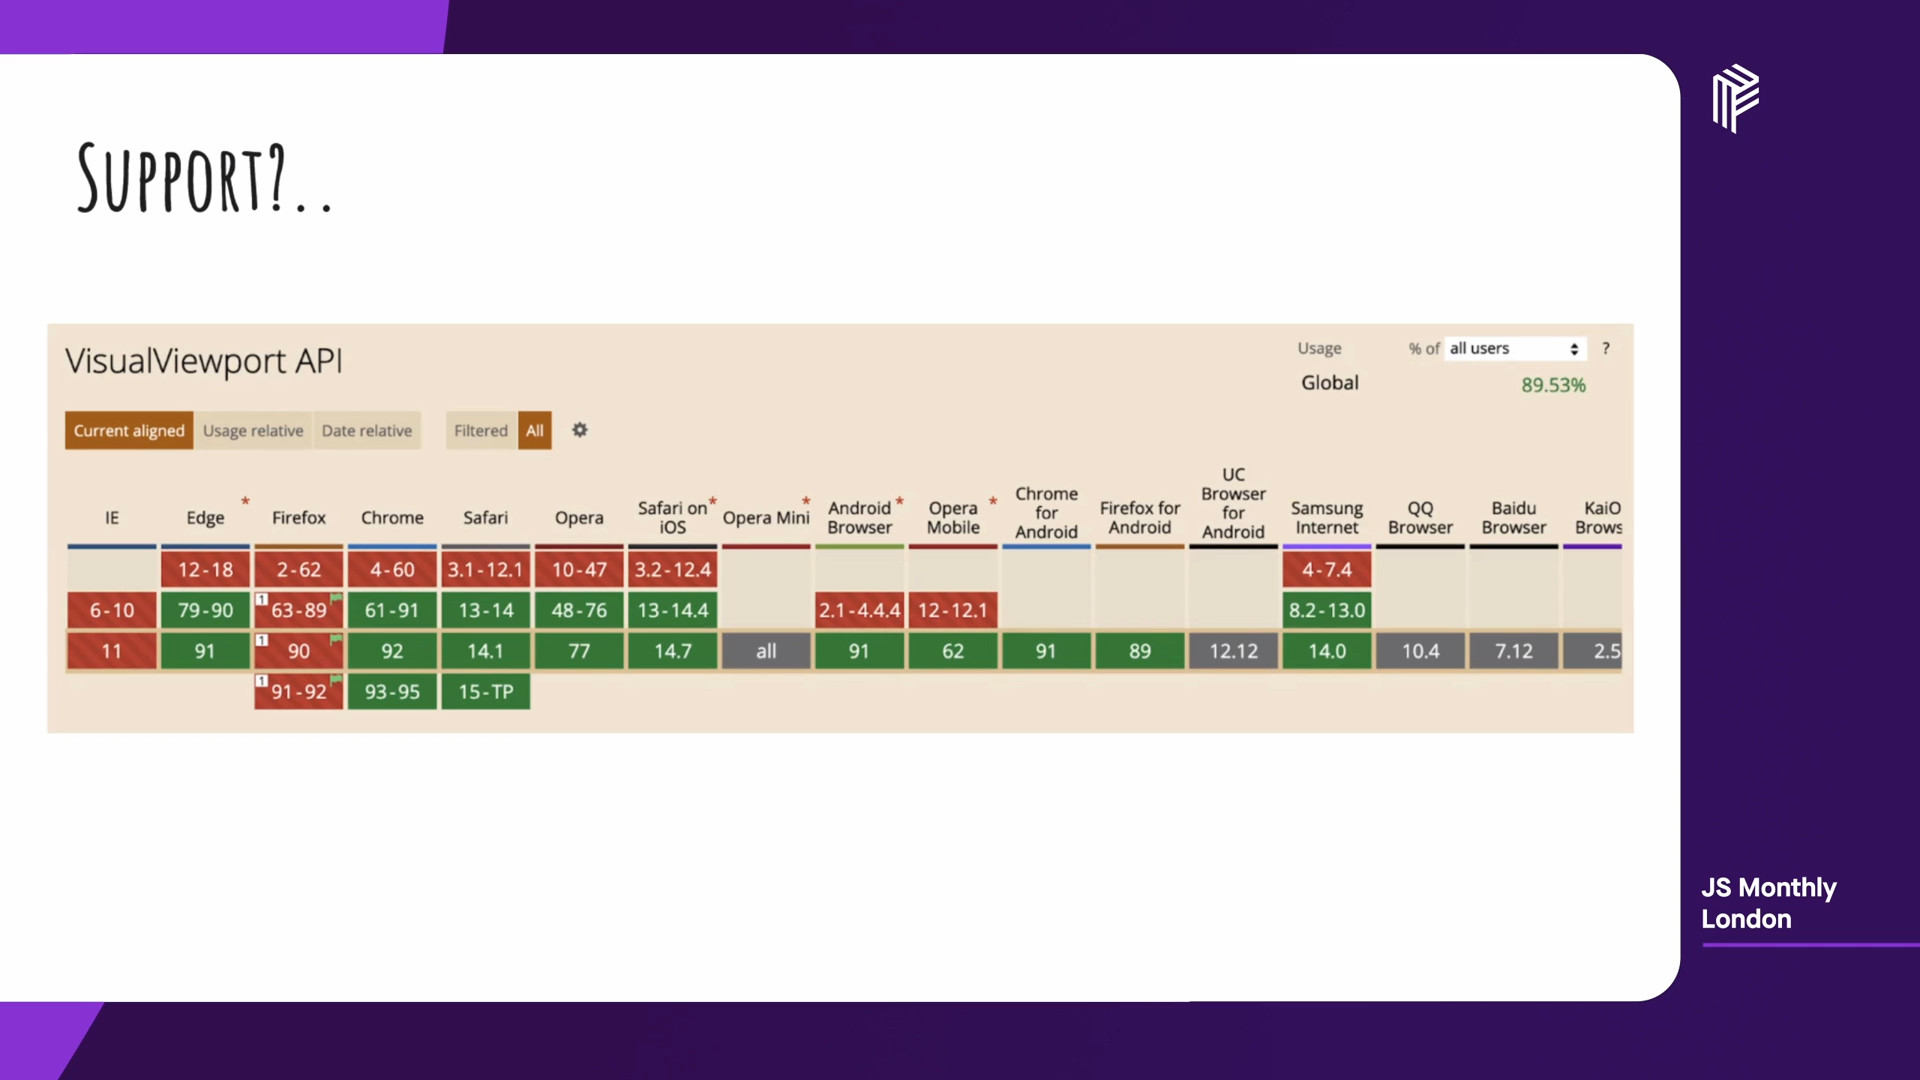 Support?..
VisualViewport API
Usage % of all users ?
Global 89.53%
Current aligned Usage relative Date relative Filtered All
IE Edge * Firefox Chrome Safari Opera Safari on iOS * Opera Mini * Android Browser * Opera Mobile * Chrome for Android Firefox for Android UC Browser for Android Samsung Internet QQ Browser Baidu Browser KaiO Brows
12-18 2-62 4-60 3.1-12.1 10-47 3.2-12.4 4-7.4
6-10 79-90 1 63-89 61-91 13-14 48-76 13-14.4 2.1-4.4.4 12-12.1 8.2-13.0
11 91 1 90 92 14.1 77 14.7 all 91 62 91 89 12.12 14.0 10.4 7.12 2.5
1 91-92 93-95 15-TP
JS Monthly
London